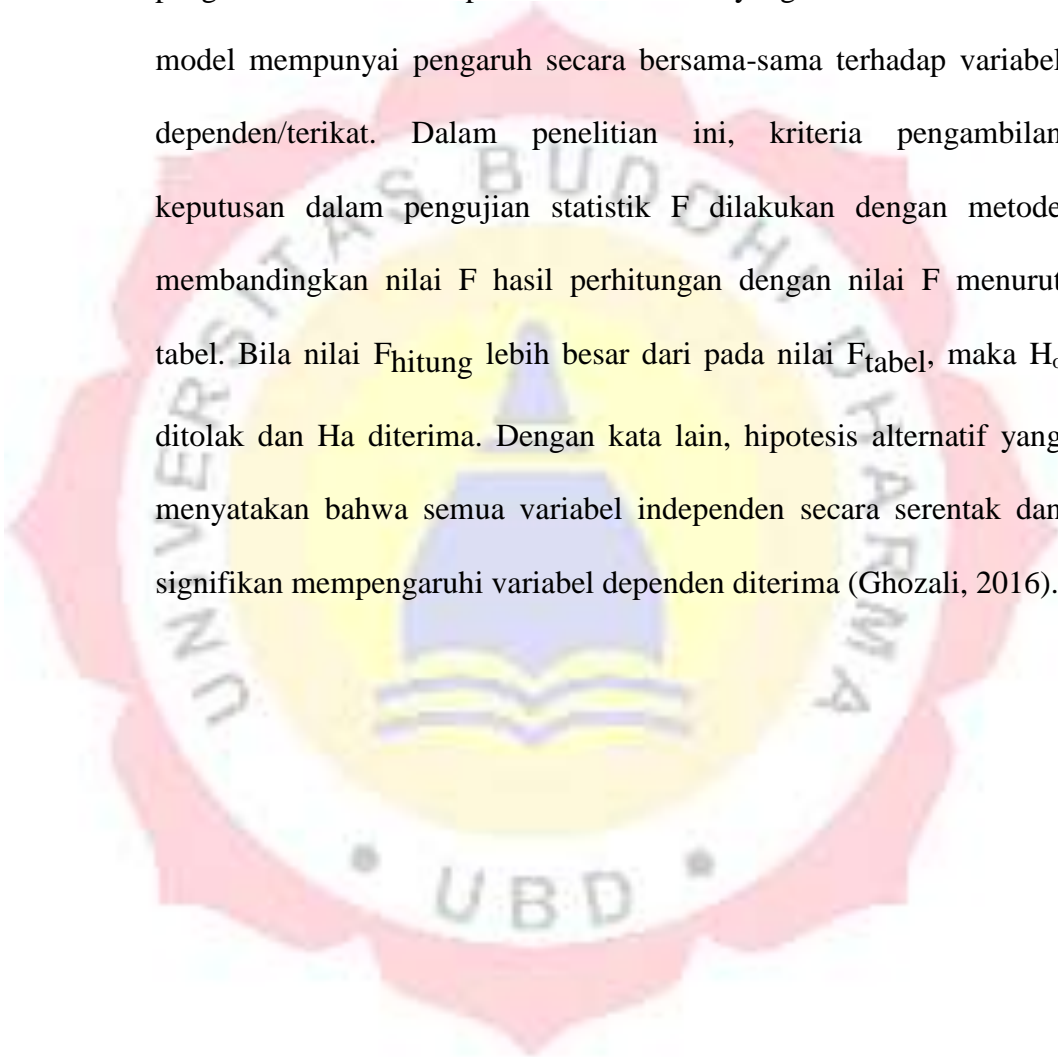 model mempunyai pengaruh secara bersama-sama terhadap variabel
dependen/terikat. Dalam penelitian ini, kriteria pengambilan
keputusan dalam pengujian statistik F dilakukan dengan metode
membandingkan nilai F hasil perhitungan dengan nilai F menurut
tabel. Bila nilai Fhitung lebih besar dari pada nilai Ftabel, maka Ho
ditolak dan Ha diterima. Dengan kata lain, hipotesis alternatif yang
menyatakan bahwa semua variabel independen secara serentak dan
signifikan mempengaruhi variabel dependen diterima (Ghozali, 2016).
UNIVERSITAS BUDDHI DHARMA
• UBD •